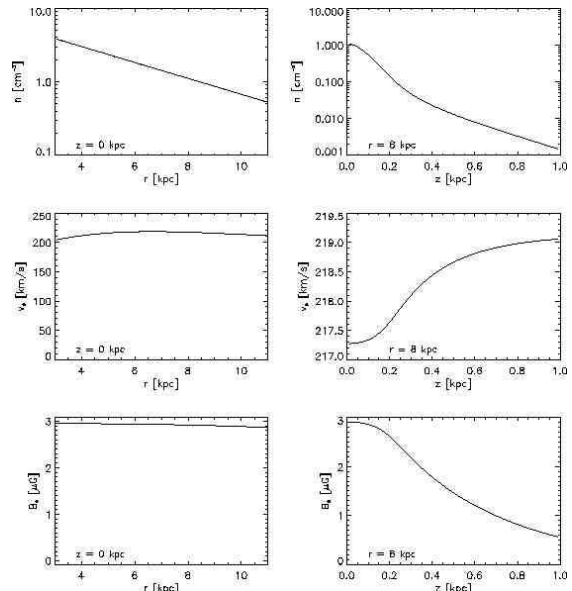 10.0
1.0
0.1
n [cm⁻³]
z = 0 kpc
4 6 8 10
r [kpc]
10.000
1.000
0.100
0.010
0.001
n [cm⁻³]
r = 8 kpc
0.0 0.2 0.4 0.6 0.8 1.0
z [kpc]
250
200
150
100
50
0
v [km/s]
z = 0 kpc
4 6 8 10
r [kpc]
219.5
219.0
218.5
218.0
217.5
217.0
v [km/s]
r = 8 kpc
0.0 0.2 0.4 0.6 0.8 1.0
z [kpc]
3
2
1
0
B [μG]
z = 0 kpc
4 6 8 10
r [kpc]
3
2
1
0
B [μG]
r = 8 kpc
0.0 0.2 0.4 0.6 0.8 1.0
z [kpc]